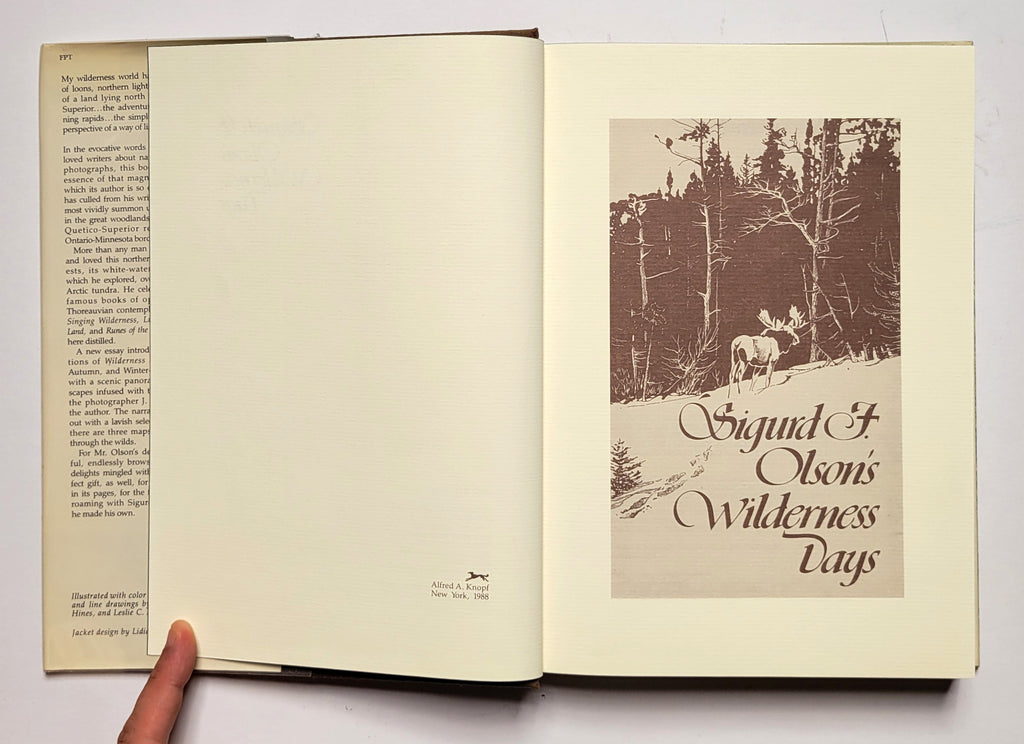 FPT
My wilderness world
of loons, northern light
of a land lying north
Superior...the adventu
ning rapids...the simpl
perspective of a way of li
In the evocative words
loved writers about na
photographs, this bo
essence of that magn
which its author is so
has culled from his wri
most vividly summon
in the great woodlands
Quetico-Superior re
Ontario-Minnesota bord
More than any man
and loved this norther
ests, its white-wate
which he explored, ov
Arctic tundra. He cel
famous books of o
Thoreauvian contempl
Singing Wilderness, Li
Land, and Runes of the
here distilled.
A new essay introd
tions of Wilderness
Autumn, and Winter
with a scenic panora
scapes infused with
the photographer J.
the author. The narra
out with a lavish sele
there are three maps
through the wilds.
For Mr. Olson's de
ful, endlessly brows
delights mingled with
fect gift, as well, for
in its pages, for the
roaming with Sigur
he made his own.
Illustrated with color
and line drawings by
Hines, and Leslie C.
Jacket design by Lidi
Alfred A. Knopf
New York, 1988
Sigurd F.
Olson's
Wilderness
Days